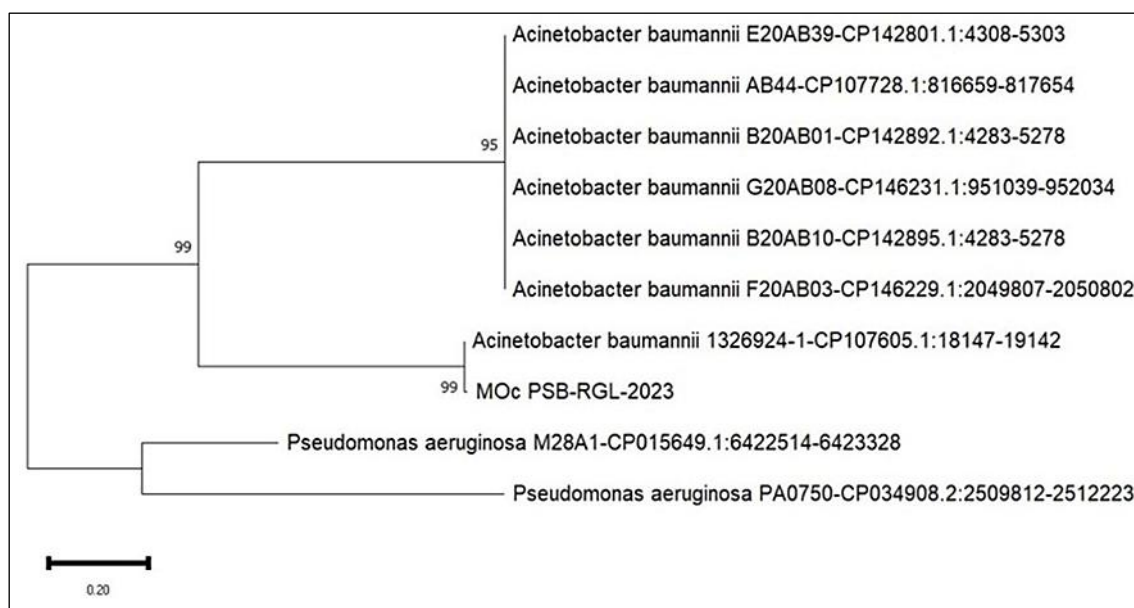 Acinetobacter baumannii E20AB39-CP142801.1:4308-5303
Acinetobacter baumannii AB44-CP107728.1:816659-817654
Acinetobacter baumannii B20AB01-CP142892.1:4283-5278
95
Acinetobacter baumannii G20AB08-CP146231.1:951039-952034
Acinetobacter baumannii B20AB10-CP142895.1:4283-5278
99
Acinetobacter baumannii F20AB03-CP146229.1:2049807-2050802
Acinetobacter baumannii 1326924-1-CP107605.1:18147-19142
99
MOc PSB-RGL-2023
Pseudomonas aeruginosa M28A1-CP015649.1:6422514-6423328
Pseudomonas aeruginosa PA0750-CP034908.2:2509812-2512223
0.20